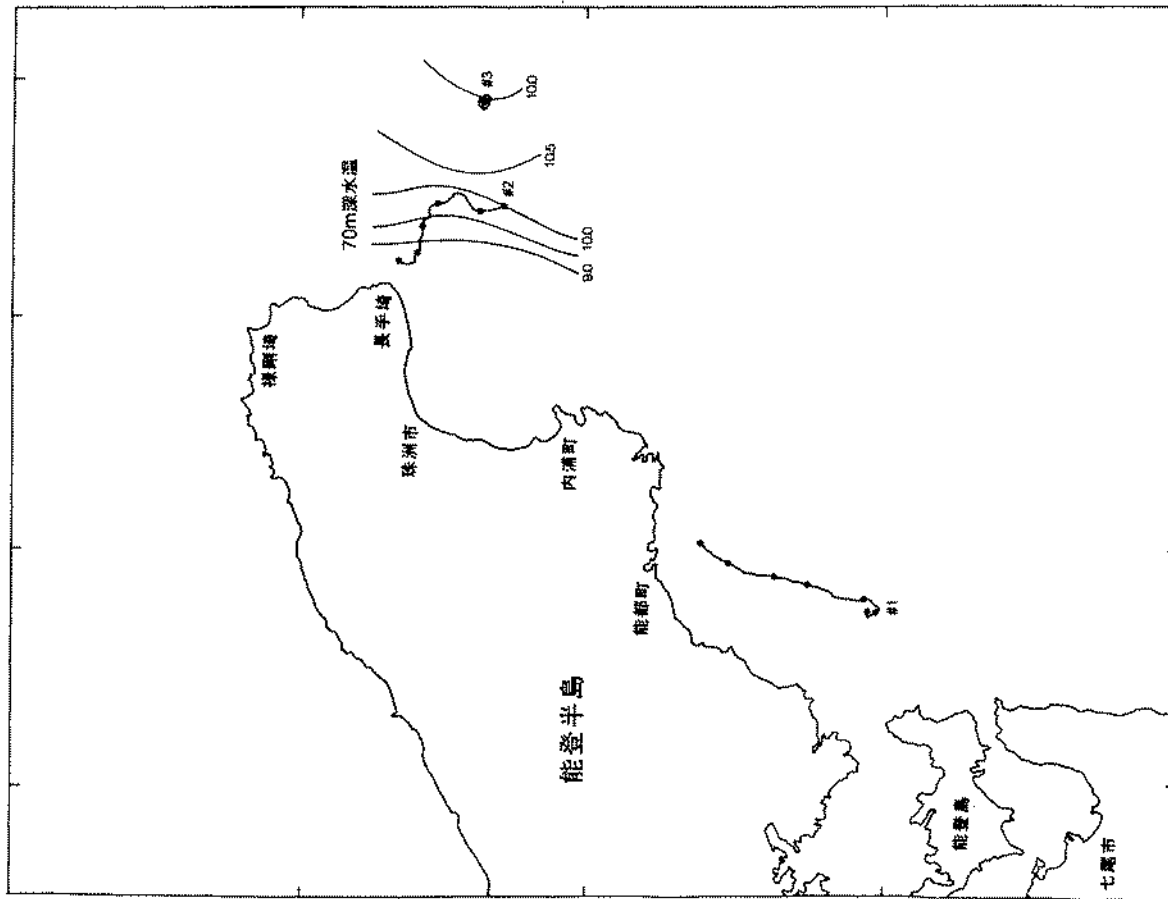 70m深水温
#3
10.0
10.5
#2
10.0
9.0
禄剛埼
長手埼
珠洲市
内浦町
能都町
#1
能登半島
能登島
七尾市